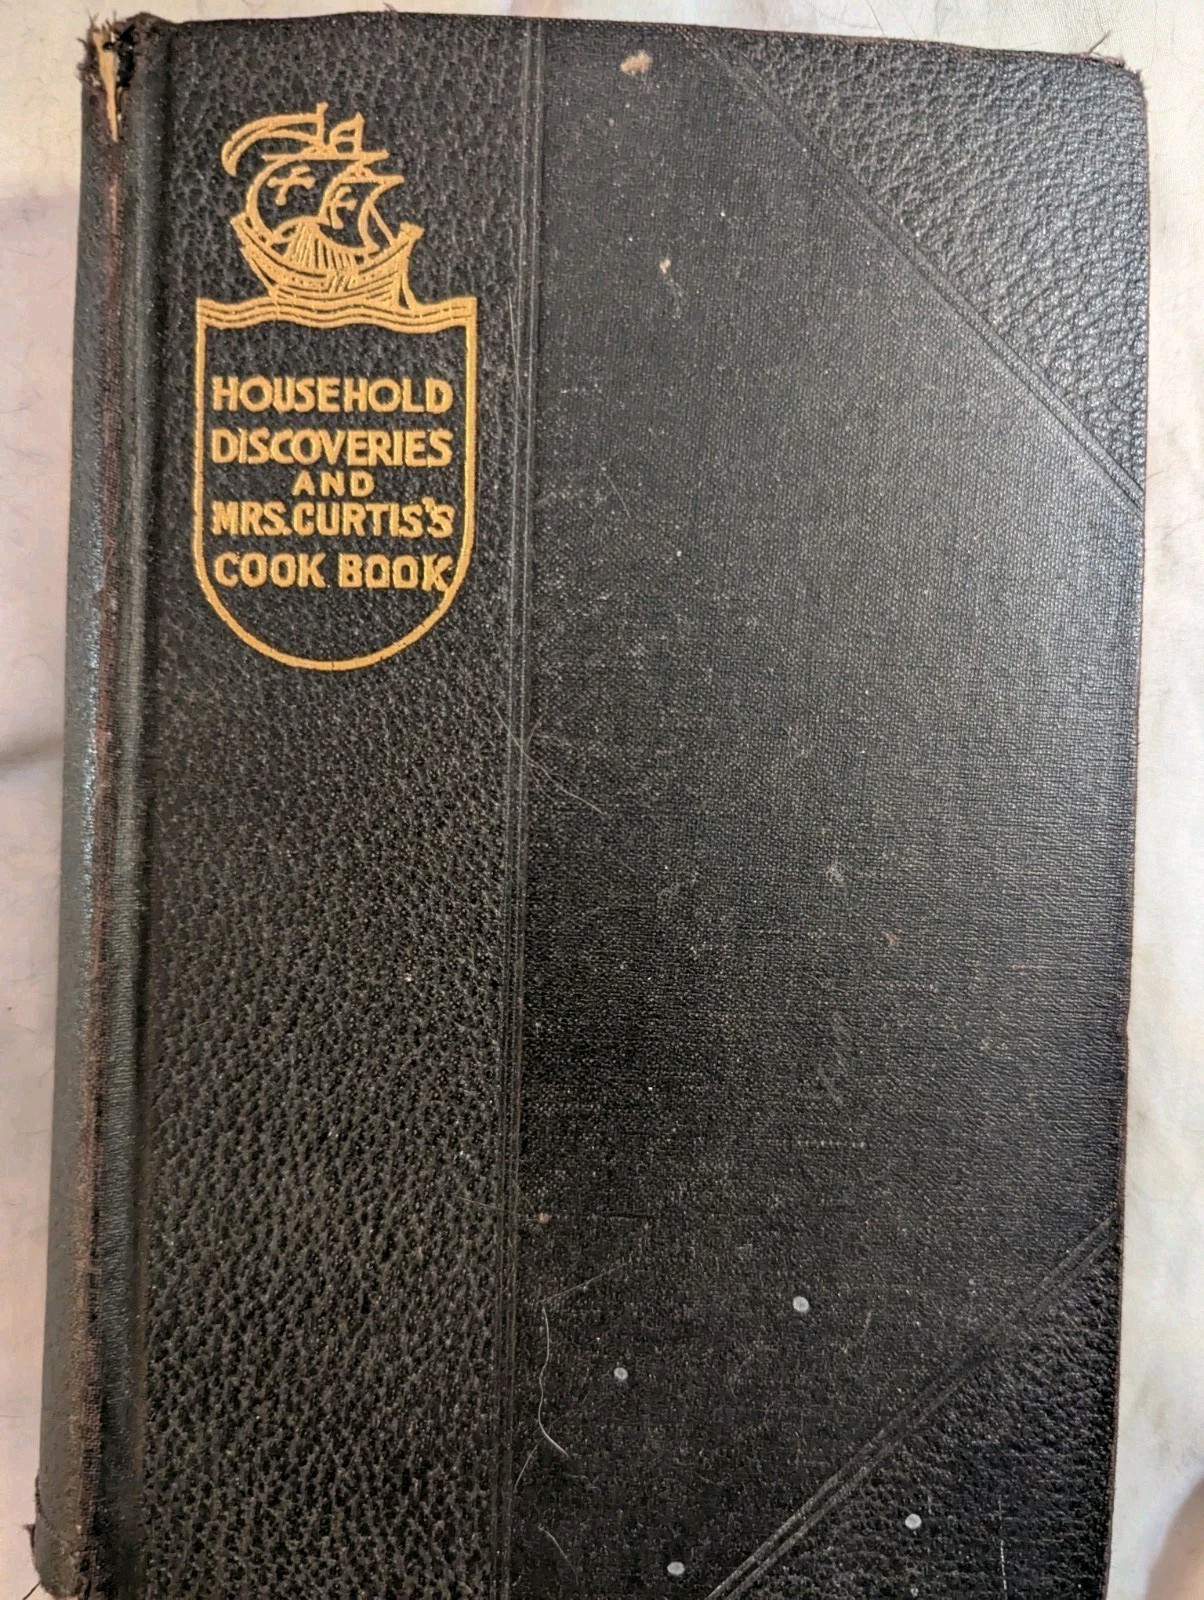 HOUSEHOLD
DISCOVERIES
AND
MRS. CURTIS'S
COOK BOOK